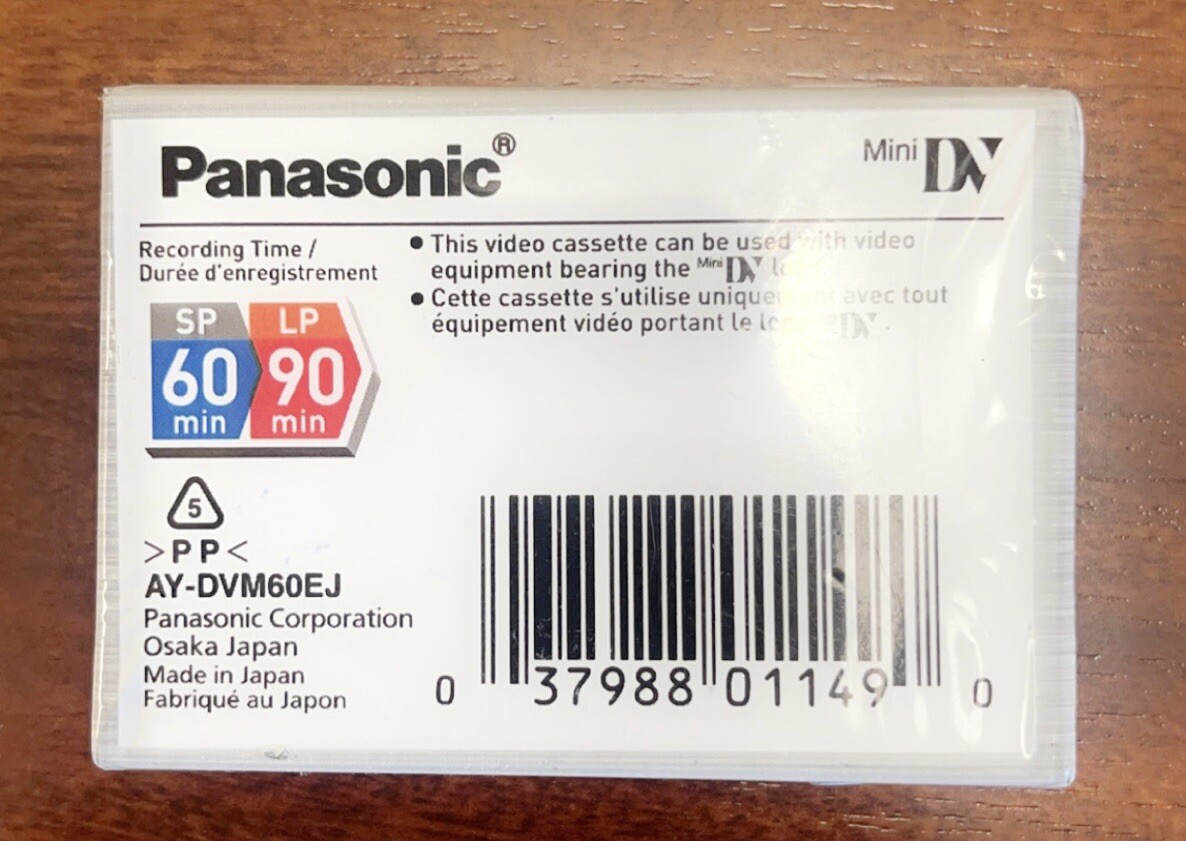 Panasonic®
Mini DV
Recording Time /
Durée d'enregistrement
SP LP
60 90
min min
● This video cassette can be used with video
equipment bearing the Mini DV
● Cette cassette s'utilise avec tout
équipement vidéo portant le DV.
5
>PP<
AY-DVM60EJ
Panasonic Corporation
Osaka Japan
Made in Japan
Fabriqué au Japon
0 37988 01149 0